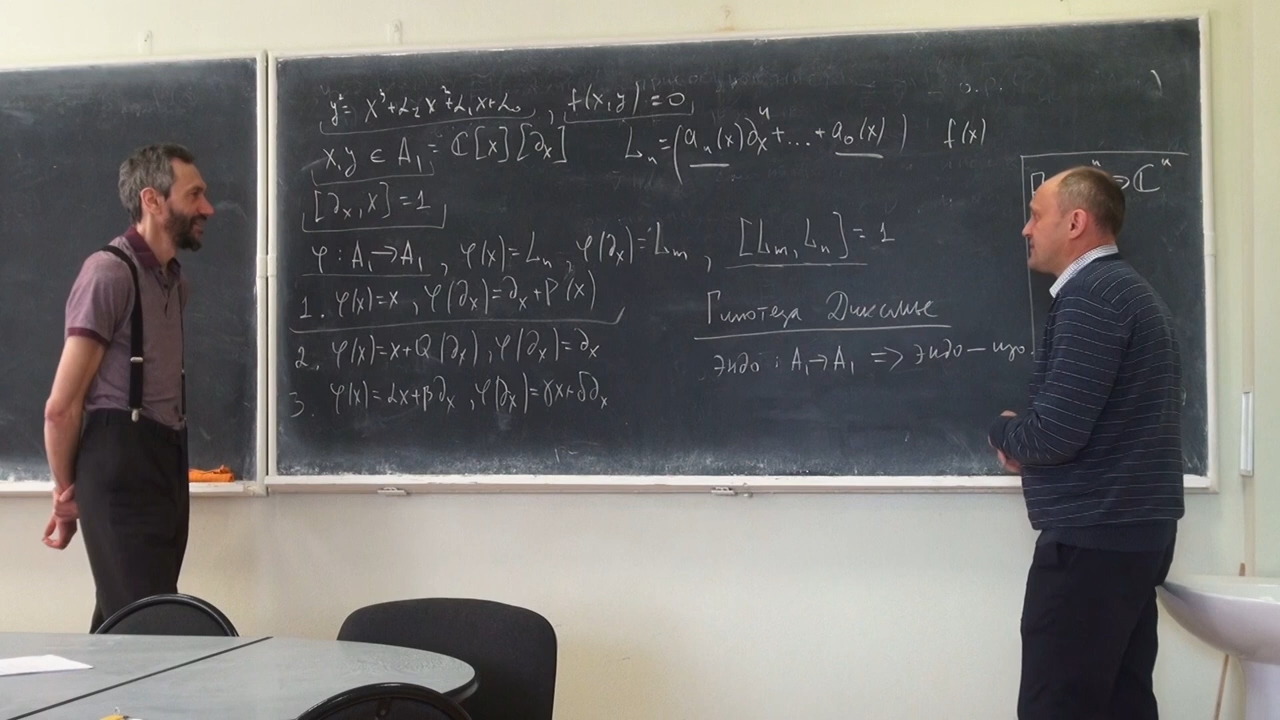 y² = x³+α₂x²+α₁x+α₀ , f(x,y)=0,
x,y ∈ A₁ = ℂ[x][∂ₓ]
Lₙ=(aₙ(x)∂ₓⁿ+...+a₀(x)) f(x)
[∂ₓ,x]=1
ℂⁿ
φ: A₁→A₁ , φ(x)=Lₙ, φ(∂ₓ)=Lₘ , [Lₘ,Lₙ]=1
1. φ(x)=x, φ(∂ₓ)=∂ₓ+P(x)
2. φ(x)=x+Q(∂ₓ), φ(∂ₓ)=∂ₓ
3. φ(x)=αx+β∂ₓ, φ(∂ₓ)=γx+δ∂ₓ
Гипотеза Диксмье
Эндо: A₁→A₁ => Эндо—изо.